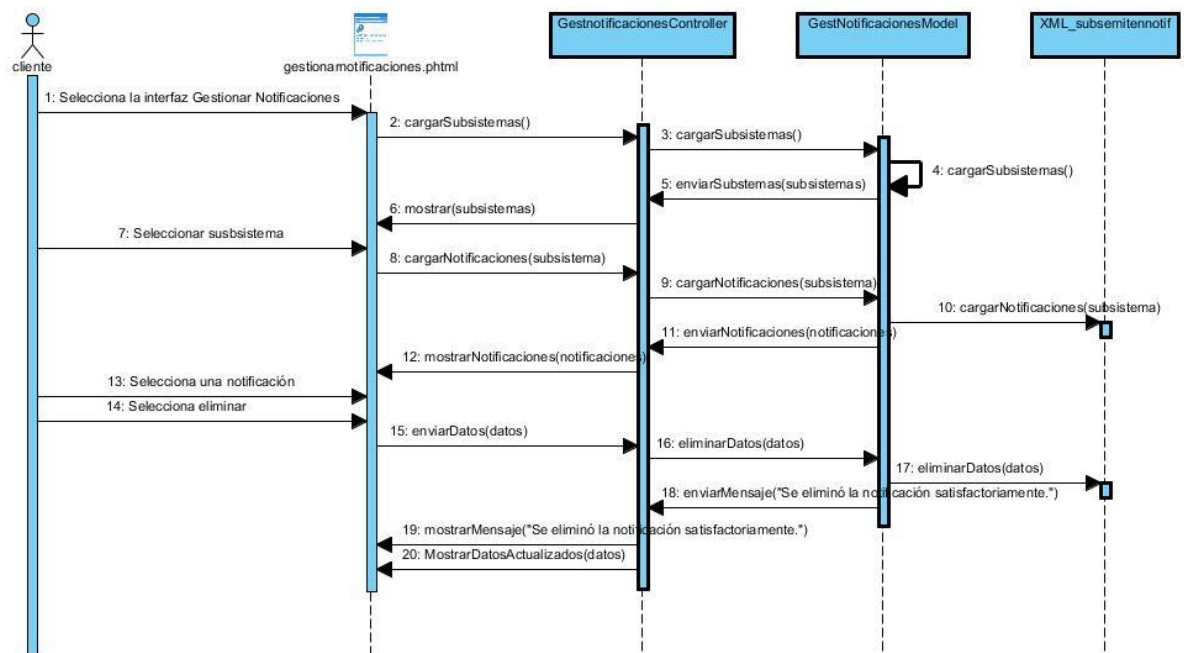 GestnotificacionesController
GestNotificacionesModel
XML_subsemitennotif
cliente
gestionarnotificaciones.phtml
1: Selecciona la interfaz Gestionar Notificaciones
2: cargarSubsistemas()
3: cargarSubsistemas()
4: cargarSubsistemas()
5: enviarSubstemas(subsistemas)
6: mostrar(subsistemas)
7: Seleccionar susbsistema
8: cargarNotificaciones(subsistema)
9: cargarNotificaciones(subsistema)
10: cargarNotificaciones(subsistema)
11: enviarNotificaciones(notificaciones)
12: mostrarNotificaciones(notificaciones)
13: Selecciona una notificación
14: Selecciona eliminar
15: enviarDatos(datos)
16: eliminarDatos(datos)
17: eliminarDatos(datos)
18: enviarMensaje("Se eliminó la notificación satisfactoriamente.")
19: mostrarMensaje("Se eliminó la notificación satisfactoriamente.")
20: MostrarDatosActualizados(datos)